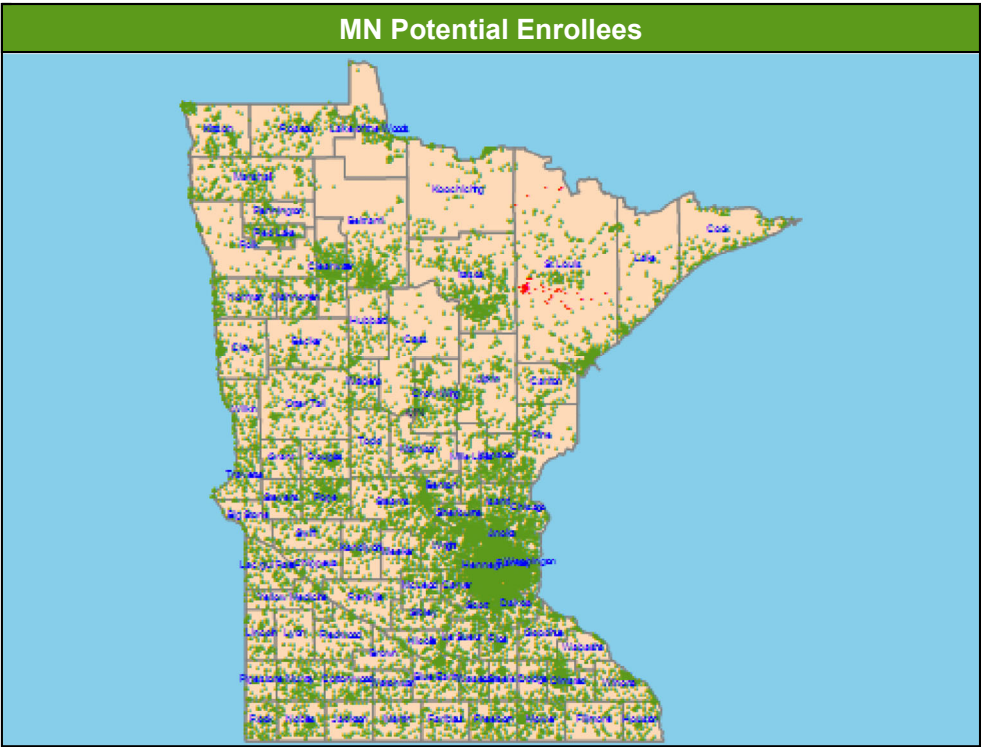 MN Potential Enrollees
Kittson
Roseau
Lake of the Woods
Marshall
Koochiching
Pennington
Beltrami
Cook
Red Lake
Polk
Lake
St Louis
Clearwater
Itasca
Norman
Mahnomen
Hubbard
Cass
Clay
Becker
Wadena
Aitkin
Carlton
Crow Wing
Wilkin
Otter Tail
Pine
Todd
Morrison
Mille Lacs
Grant
Douglas
Traverse
Benton
Stevens
Pope
Stearns
Isanti
Chisago
Big Stone
Sherburne
Swift
Anoka
Kandiyohi
Meeker
Wright
Chippewa
Hennepin
Washington
McLeod
Carver
Yellow Medicine
Renville
Scott
Dakota
Sibley
Lincoln
Lyon
Redwood
Nicollet
Le Sueur
Rice
Goodhue
Wabasha
Brown
Pipestone
Murray
Cottonwood
Watonwan
Blue Earth
Waseca
Steele
Dodge
Olmsted
Winona
Rock
Nobles
Jackson
Martin
Faribault
Freeborn
Mower
Fillmore
Houston